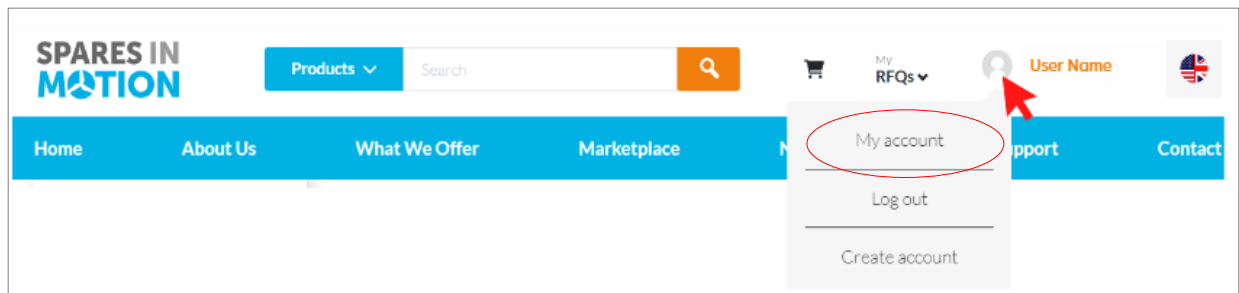 SPARES IN
MOTION
Products
Search
My
RFQs
User Name
Home
About Us
What We Offer
Marketplace
Contact
My account
Log out
Create account